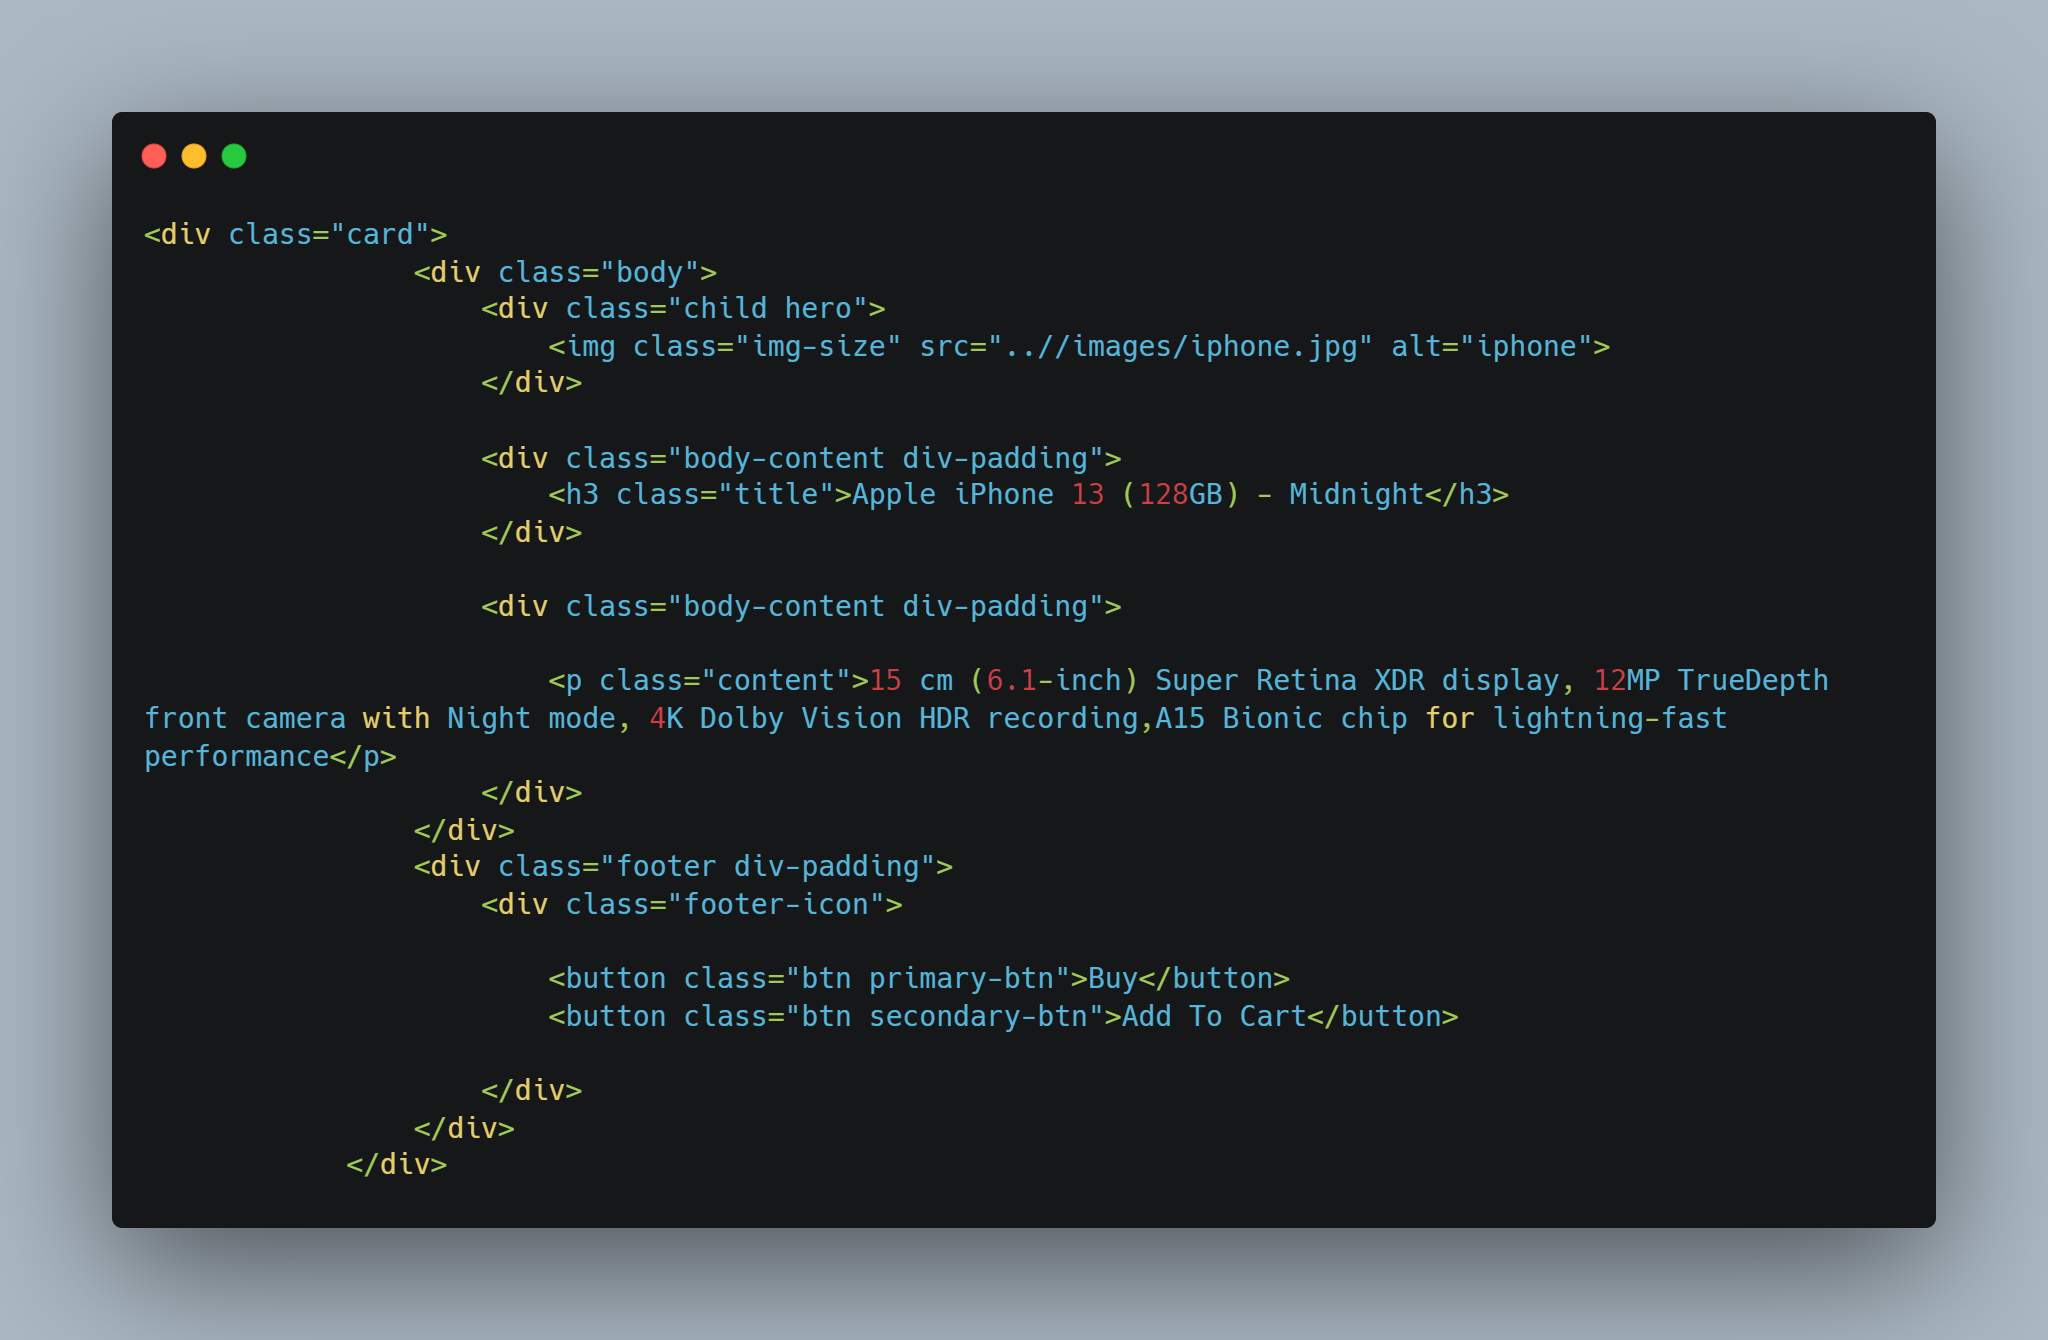 <div class="card">
<div class="body">
<div class="child hero">
<img class="img-size" src="..//images/iphone.jpg" alt="iphone">
</div>
<div class="body-content div-padding">
<h3 class="title">Apple iPhone 13 (128GB) - Midnight</h3>
</div>
<div class="body-content div-padding">
<p class="content">15 cm (6.1-inch) Super Retina XDR display, 12MP TrueDepth
front camera with Night mode, 4K Dolby Vision HDR recording,A15 Bionic chip for lightning-fast
performance</p>
</div>
</div>
<div class="footer div-padding">
<div class="footer-icon">
<button class="btn primary-btn">Buy</button>
<button class="btn secondary-btn">Add To Cart</button>
</div>
</div>
</div>